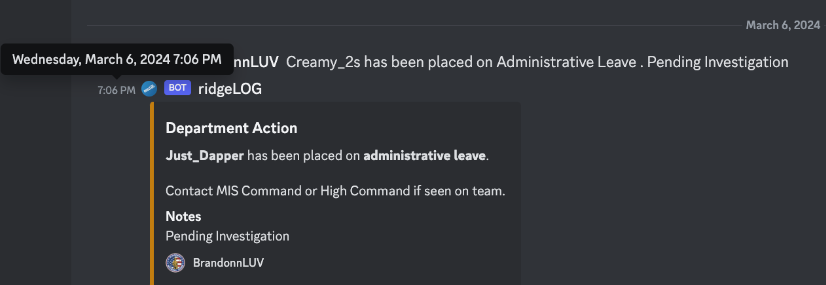 March 6, 2024
Wednesday, March 6, 2024 7:06 PM
nnLUV Creamy_2s has been placed on Administrative Leave . Pending Investigation
7:06 PM BOT ridgeLOG
Department Action
Just_Dapper has been placed on administrative leave.
Contact MIS Command or High Command if seen on team.
Notes
Pending Investigation
BrandonnLUV